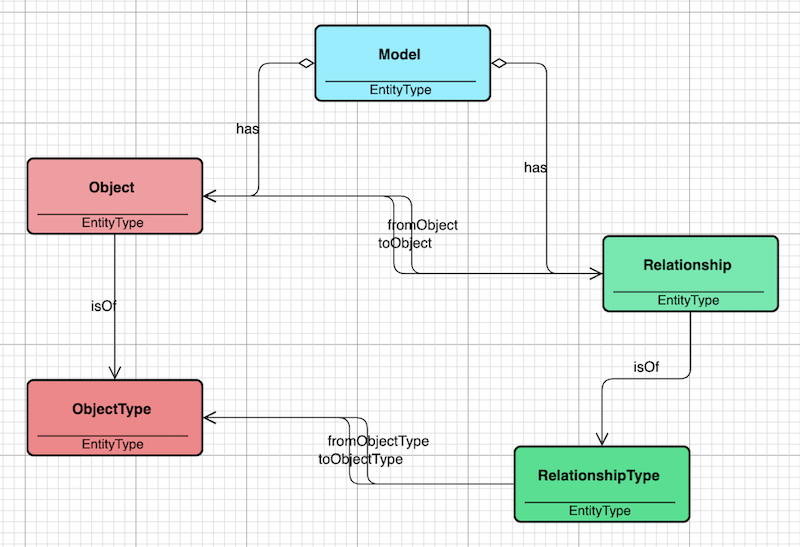 Model
EntityType
has
has
Object
EntityType
fromObject
toObject
Relationship
EntityType
isOf
isOf
ObjectType
EntityType
fromObjectType
toObjectType
RelationshipType
EntityType